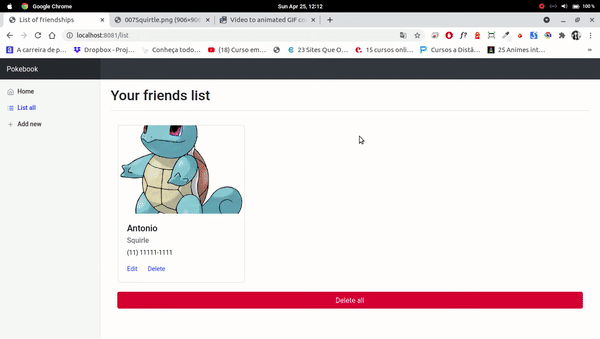 Google Chrome
Sun Apr 25, 12:12
100 %
List of friendships
007Squirtle.png (906×906
Video to animated GIF co
localhost:8081/list
A carreira de p
Dropbox - Proj...
Conheça todo...
(18) Curso em...
23 Sites Que O...
15 cursos onli...
Cursos a Distâ...
25 Animes int...
Pokebook
Home
List all
Add new
Your friends list
Antonio
Squirle
(11) 11111-1111
Edit
Delete
Delete all